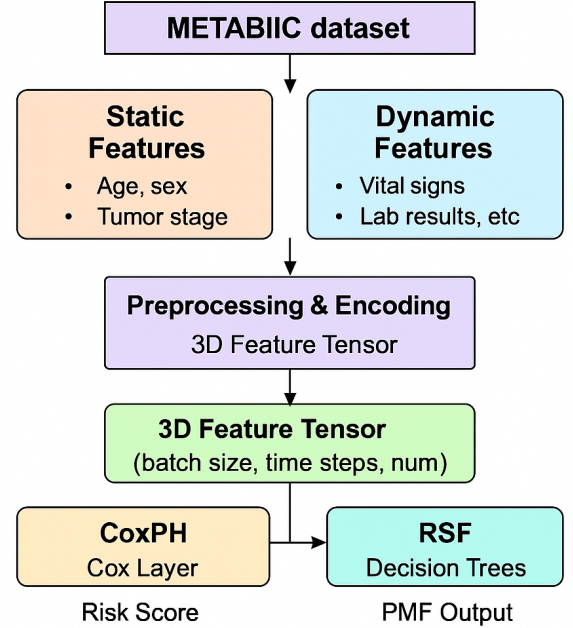 METABIIC dataset
Static
Features
• Age, sex
• Tumor stage
Dynamic
Features
• Vital signs
• Lab results, etc
Preprocessing & Encoding
3D Feature Tensor
3D Feature Tensor
(batch size, time steps, num)
CoxPH
Cox Layer
RSF
Decision Trees
Risk Score
PMF Output